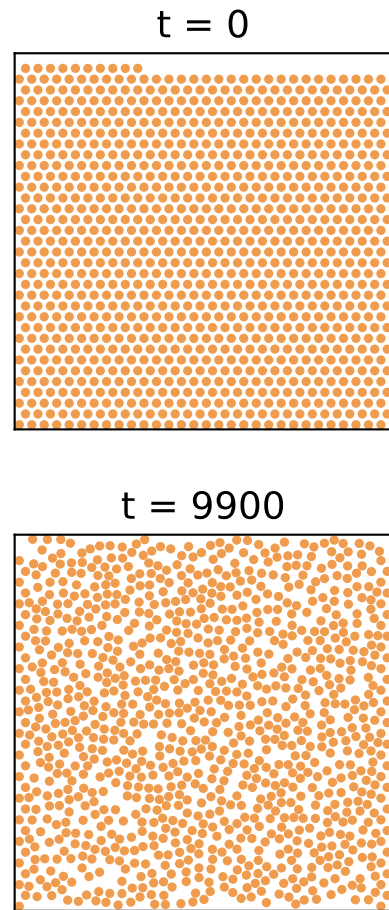 t = 0
t = 9900